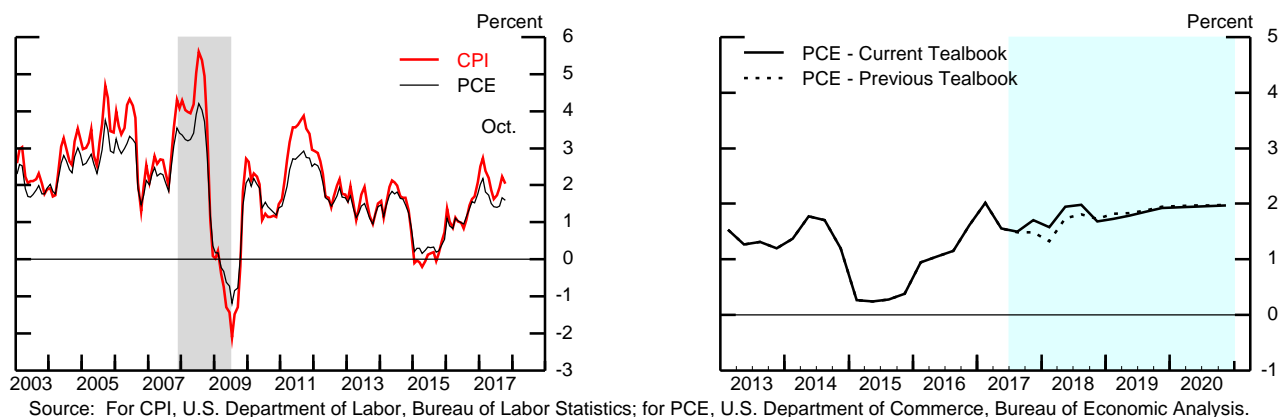 Percent
CPI
PCE
Oct.
6
5
4
3
2
1
0
-1
-2
-3
2003 2005 2007 2009 2011 2013 2015 2017
Percent
PCE - Current Tealbook
PCE - Previous Tealbook
5
4
3
2
1
0
-1
2013 2014 2015 2016 2017 2018 2019 2020
Source: For CPI, U.S. Department of Labor, Bureau of Labor Statistics; for PCE, U.S. Department of Commerce, Bureau of Economic Analysis.